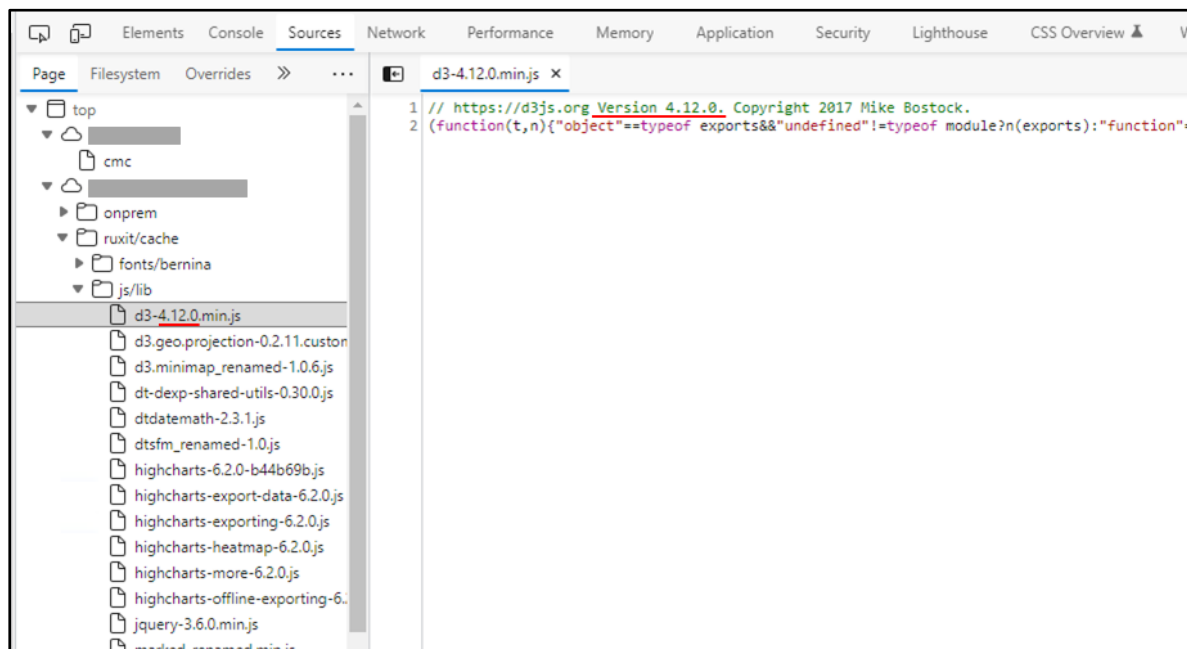 Elements Console Sources Network Performance Memory Application Security Lighthouse CSS Overview
Page Filesystem Overrides
d3-4.12.0.min.js
top
cmc
onprem
ruxit/cache
fonts/bernina
js/lib
d3-4.12.0.min.js
d3.geo.projection-0.2.11.custon
d3.minimap_renamed-1.0.6.js
dt-dexp-shared-utils-0.30.0.js
dtdatemath-2.3.1.js
dtsfm_renamed-1.0.js
highcharts-6.2.0-b44b69b.js
highcharts-export-data-6.2.0.js
highcharts-exporting-6.2.0.js
highcharts-heatmap-6.2.0.js
highcharts-more-6.2.0.js
highcharts-offline-exporting-6.
jquery-3.6.0.min.js
marked_renamed.min.js
1 // https://d3js.org Version 4.12.0. Copyright 2017 Mike Bostock.
2 (function(t,n){"object"==typeof exports&&"undefined"!=typeof module?n(exports):"function"=